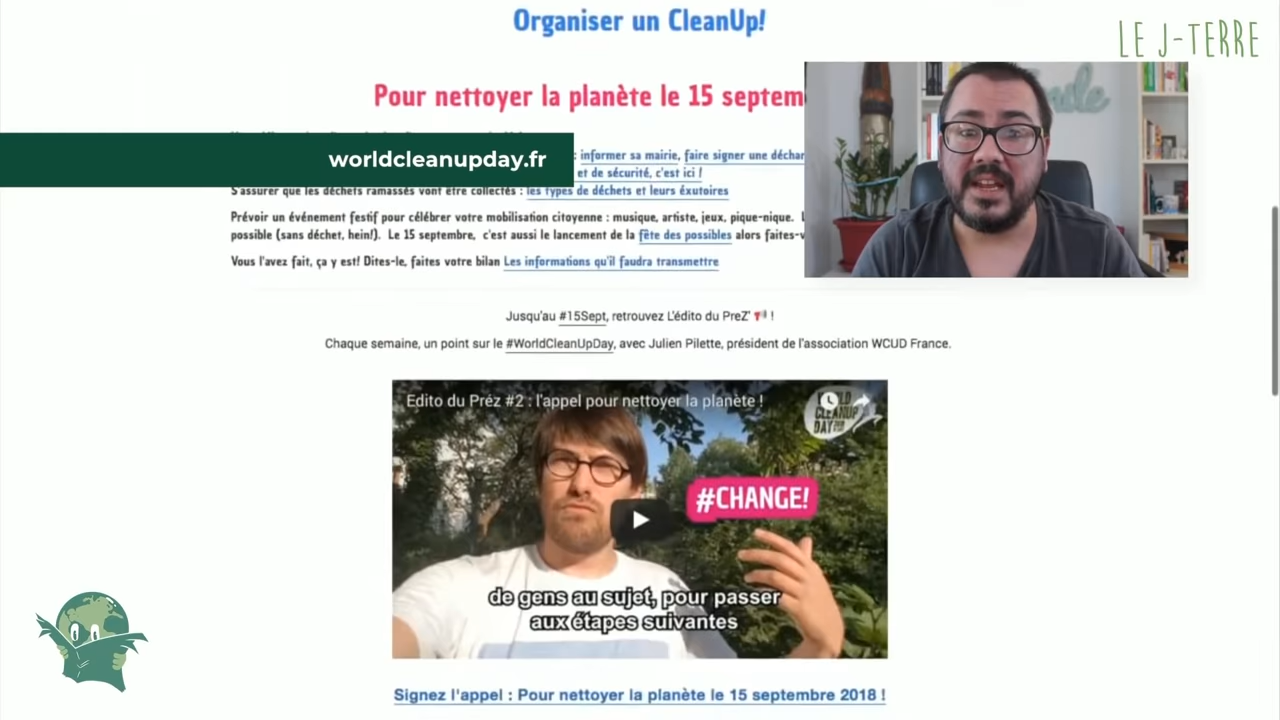 Organiser un CleanUp!
LE J-TERRE
Pour nettoyer la planète le 15 septem
worldcleanupday.fr
: informer sa mairie, faire signer une déchar
et de sécurité, c'est ici !
S'assurer que les déchets ramassés vont être collectés : les types de déchets et leurs éxutoires
Prévoir un événement festif pour célébrer votre mobilisation citoyenne : musique, artiste, jeux, pique-nique.
possible (sans déchet, hein!). Le 15 septembre, c'est aussi le lancement de la fête des possibles alors faites-v
Vous l'avez fait, ça y est! Dites-le, faites votre bilan Les informations qu'il faudra transmettre
Jusqu'au #15Sept, retrouvez L'édito du PreZ' !
Chaque semaine, un point sur le #WorldCleanUpDay, avec Julien Pilette, président de l'association WCUD France.
Edito du Préz #2 : l'appel pour nettoyer la planète !
CLEANUP
DAY
#CHANGE!
de gens au sujet, pour passer
aux étapes suivantes
Signez l'appel : Pour nettoyer la planète le 15 septembre 2018 !